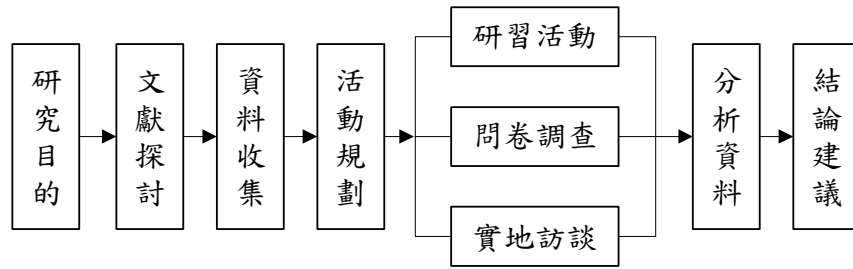 研究目的
文獻探討
資料收集
活動規劃
研習活動
問卷調查
實地訪談
分析資料
結論建議